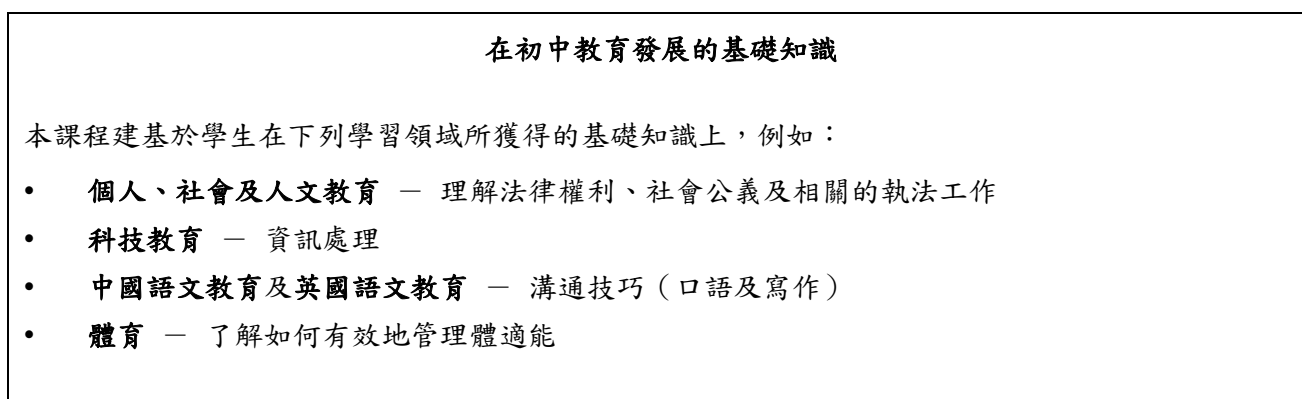 在初中教育發展的基礎知識
本課程建基於學生在下列學習領域所獲得的基礎知識上，例如：
• 個人、社會及人文教育 － 理解法律權利、社會公義及相關的執法工作
• 科技教育 － 資訊處理
• 中國語文教育及英國語文教育 － 溝通技巧（口語及寫作）
• 體育 － 了解如何有效地管理體適能